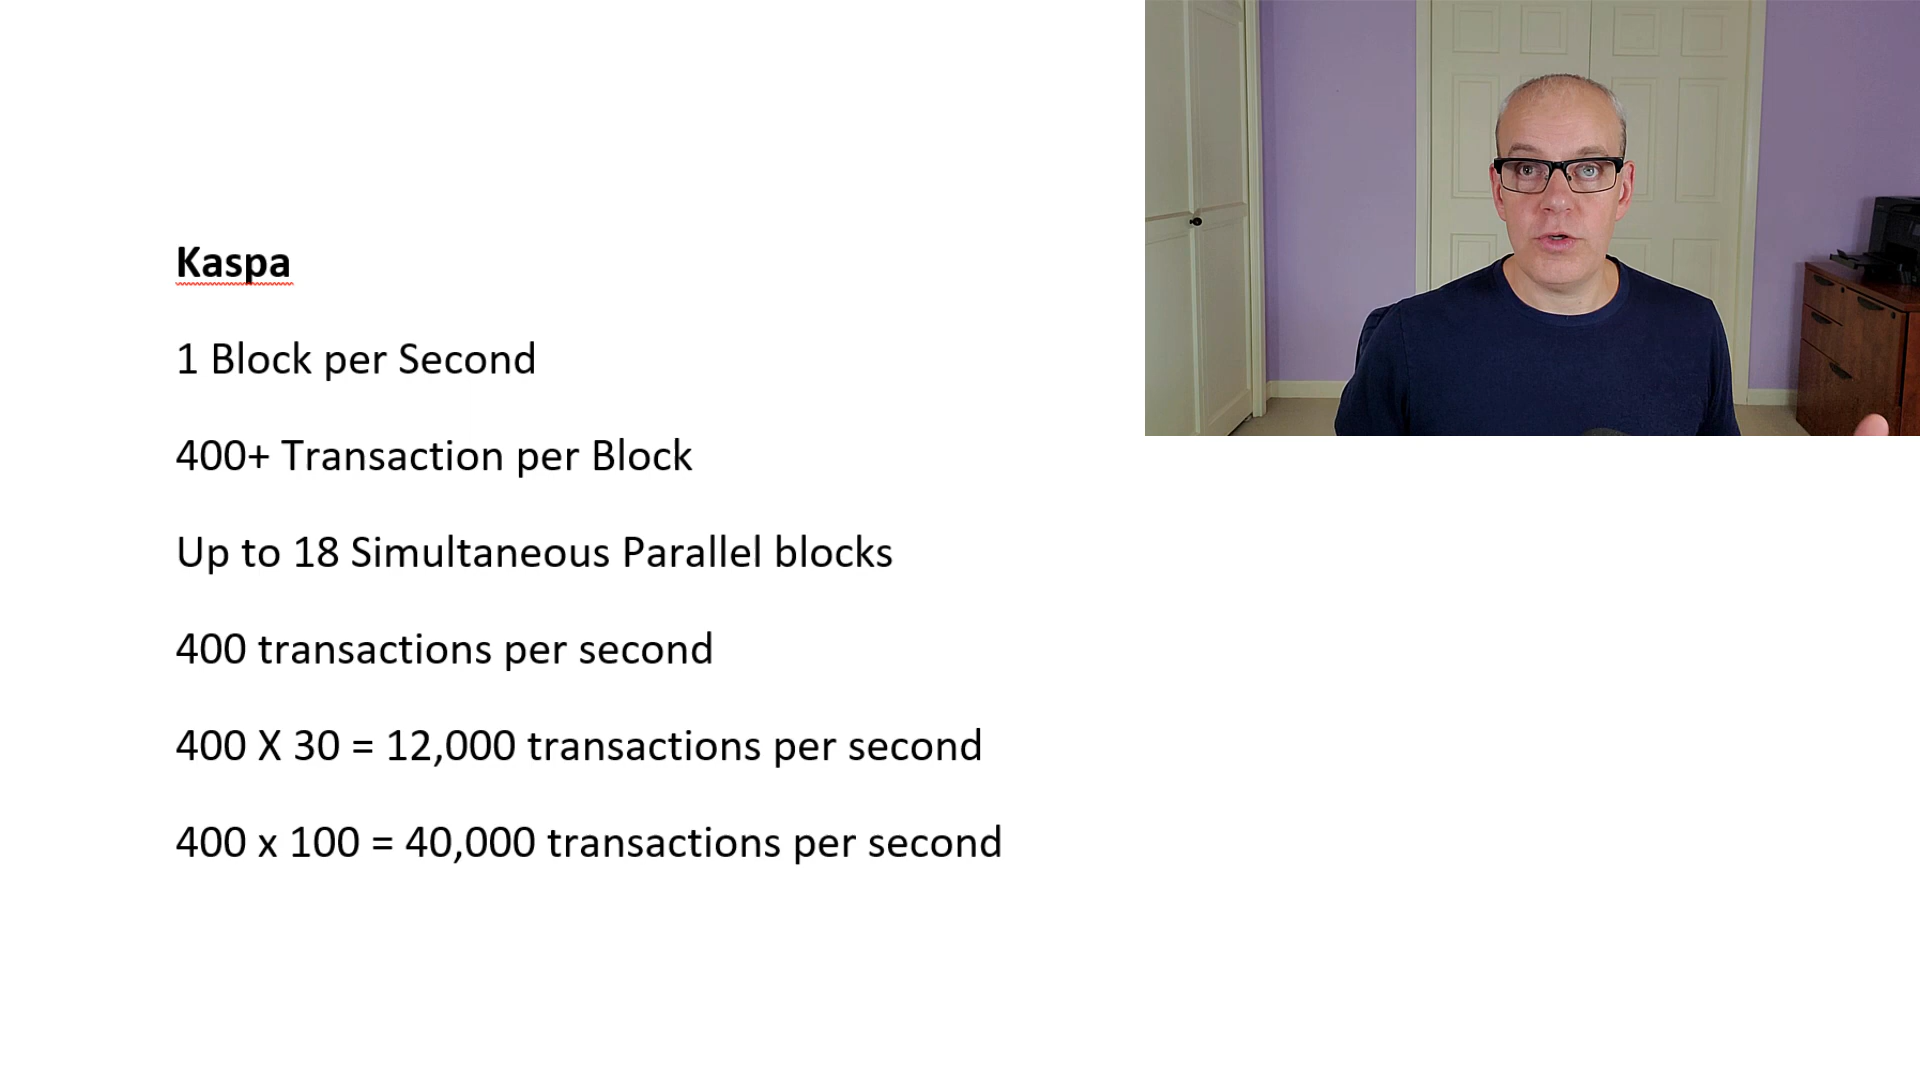 Kaspa
1 Block per Second
400+ Transaction per Block
Up to 18 Simultaneous Parallel blocks
400 transactions per second
400 X 30 = 12,000 transactions per second
400 x 100 = 40,000 transactions per second